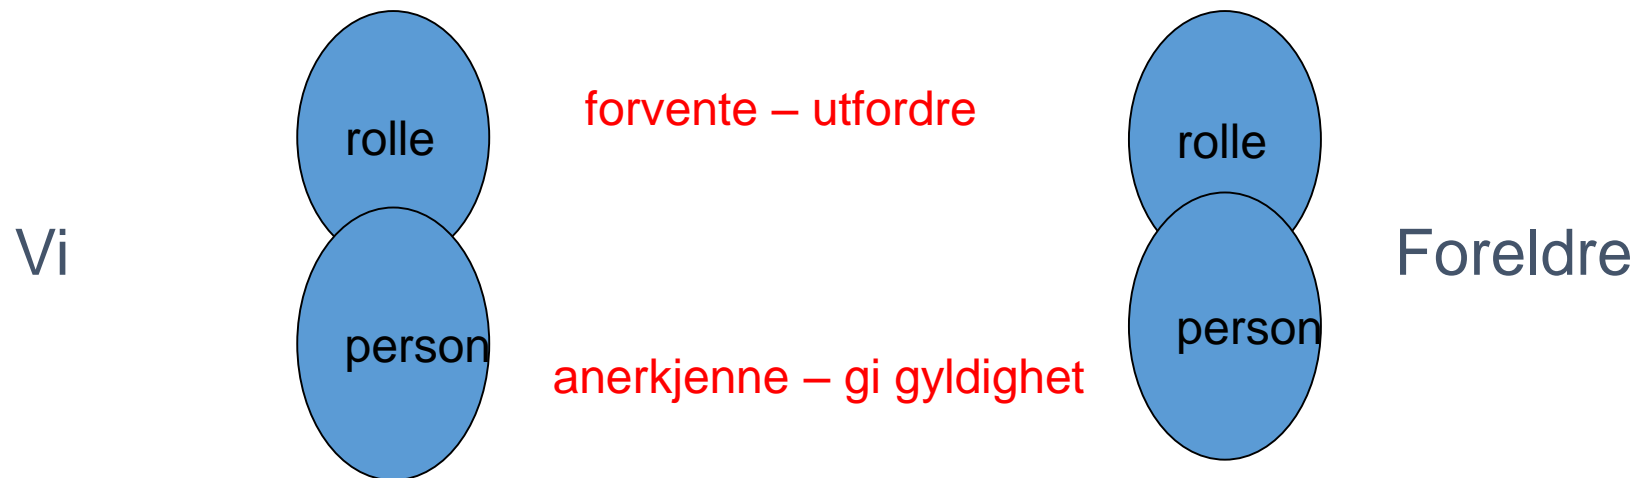 forvente – utfordre
rolle
rolle
Vi
Foreldre
person
person
anerkjenne – gi gyldighet